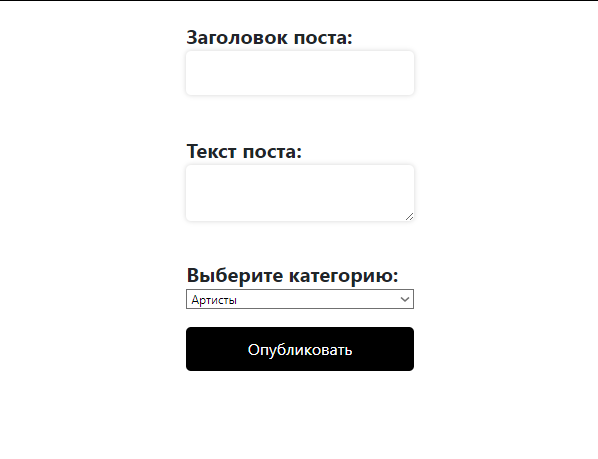 Заголовок поста:
Текст поста:
Выберите категорию:
Артисты
Опубликовать